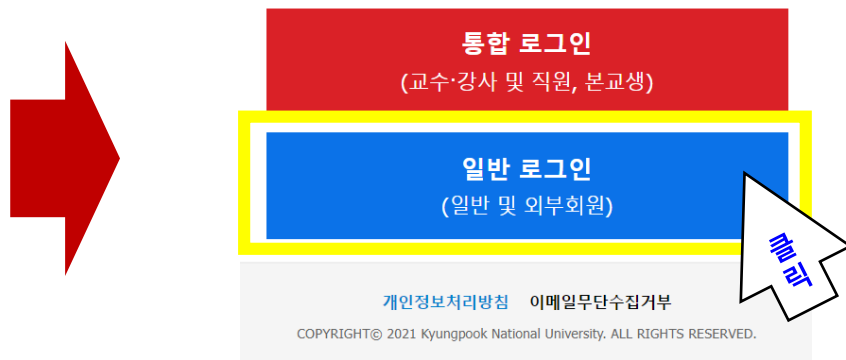 통합 로그인
(교수·강사 및 직원, 본교생)
일반 로그인
(일반 및 외부회원)
클릭
개인정보처리방침 이메일무단수집거부
COPYRIGHT© 2021 Kyungpook National University. ALL RIGHTS RESERVED.